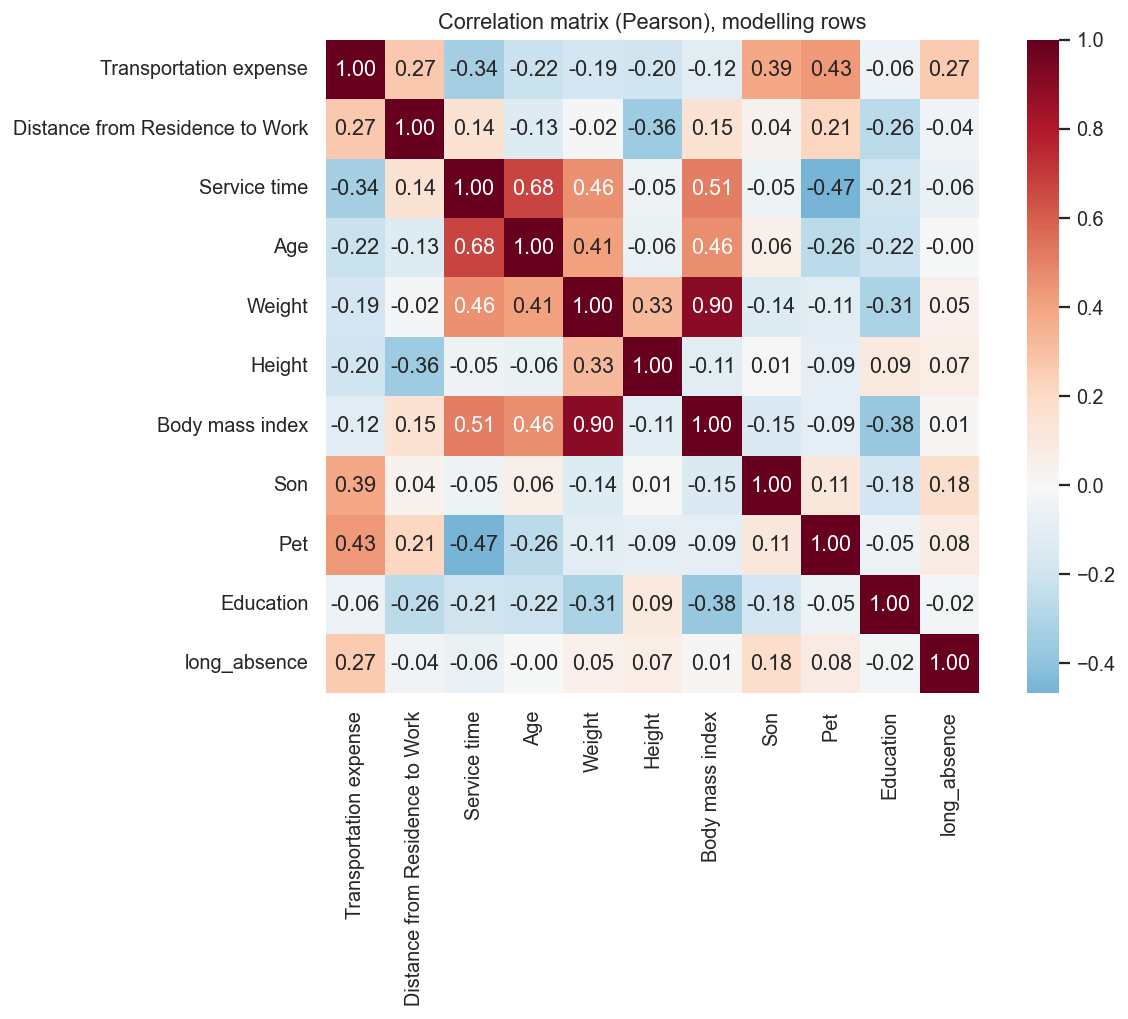 Correlation matrix (Pearson), modelling rows
Transportation expense 1.00 0.27 -0.34 -0.22 -0.19 -0.20 -0.12 0.39 0.43 -0.06 0.27
Distance from Residence to Work 0.27 1.00 0.14 -0.13 -0.02 -0.36 0.15 0.04 0.21 -0.26 -0.04
Service time -0.34 0.14 1.00 0.68 0.46 -0.05 0.51 -0.05 -0.47 -0.21 -0.06
Age -0.22 -0.13 0.68 1.00 0.41 -0.06 0.46 0.06 -0.26 -0.22 -0.00
Weight -0.19 -0.02 0.46 0.41 1.00 0.33 0.90 -0.14 -0.11 -0.31 0.05
Height -0.20 -0.36 -0.05 -0.06 0.33 1.00 -0.11 0.01 -0.09 0.09 0.07
Body mass index -0.12 0.15 0.51 0.46 0.90 -0.11 1.00 -0.15 -0.09 -0.38 0.01
Son 0.39 0.04 -0.05 0.06 -0.14 0.01 -0.15 1.00 0.11 -0.18 0.18
Pet 0.43 0.21 -0.47 -0.26 -0.11 -0.09 -0.09 0.11 1.00 -0.05 0.08
Education -0.06 -0.26 -0.21 -0.22 -0.31 0.09 -0.38 -0.18 -0.05 1.00 -0.02
long_absence 0.27 -0.04 -0.06 -0.00 0.05 0.07 0.01 0.18 0.08 -0.02 1.00
Transportation expense
Distance from Residence to Work
Service time
Age
Weight
Height
Body mass index
Son
Pet
Education
long_absence
1.0
0.8
0.6
0.4
0.2
0.0
−0.2
−0.4